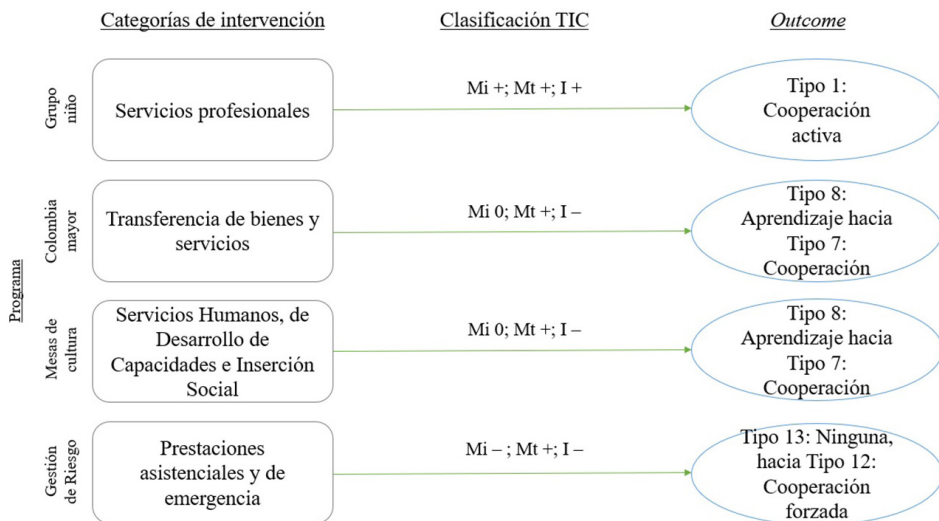 Categorías de intervención
Clasificación TIC
Outcome
Programa
Grupo
niño
Servicios profesionales
Mi +; Mt +; I +
Tipo 1:
Cooperación
activa
Colombia
mayor
Transferencia de bienes y
servicios
Mi 0; Mt +; I –
Tipo 8:
Aprendizaje hacia
Tipo 7:
Cooperación
Mesas de
cultura
Servicios Humanos, de
Desarrollo de
Capacidades e Inserción
Social
Mi 0; Mt +; I –
Tipo 8:
Aprendizaje hacia
Tipo 7:
Cooperación
Gestión
de Riesgo
Prestaciones
asistenciales y de
emergencia
Mi – ; Mt +; I –
Tipo 13: Ninguna,
hacia Tipo 12:
Cooperación
forzada